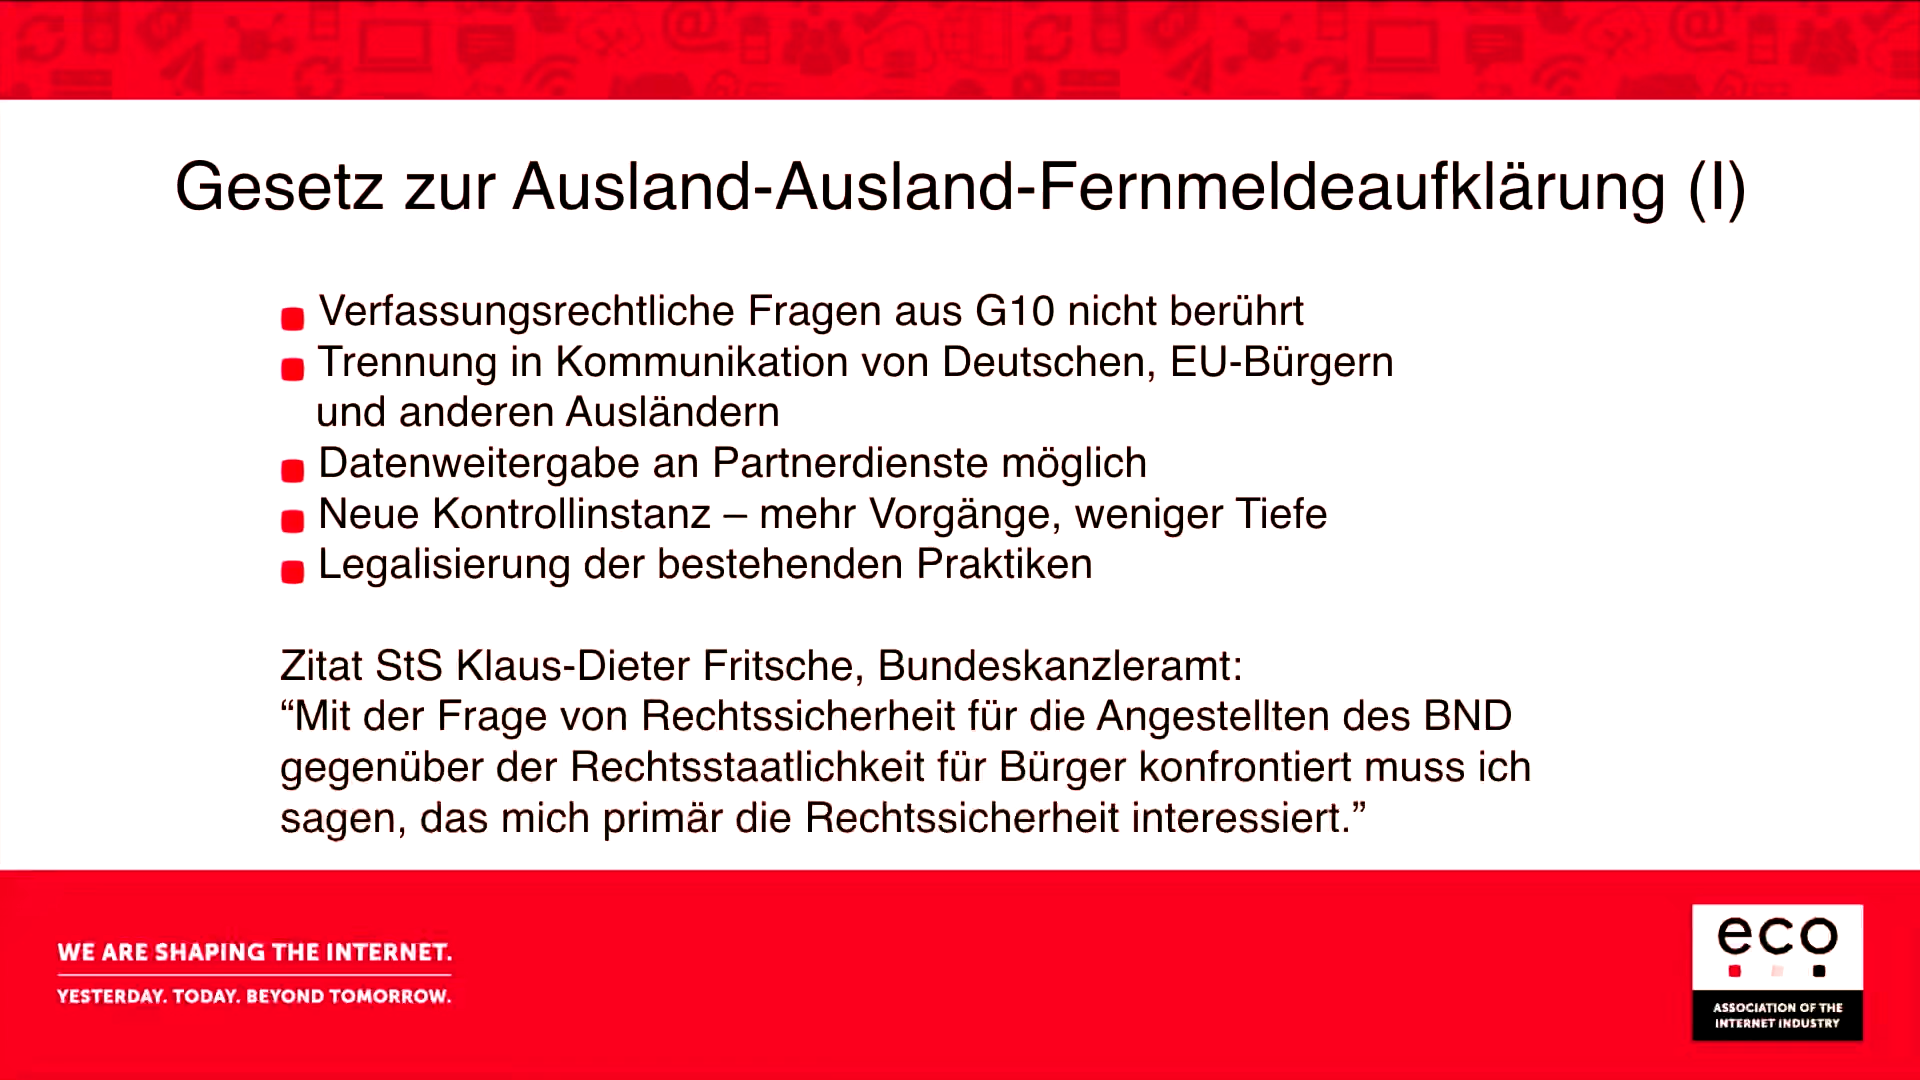 Gesetz zur Ausland-Ausland-Fernmeldeaufklärung (I)
Verfassungsrechtliche Fragen aus G10 nicht berührt
Trennung in Kommunikation von Deutschen, EU-Bürgern
und anderen Ausländern
Datenweitergabe an Partnerdienste möglich
Neue Kontrollinstanz – mehr Vorgänge, weniger Tiefe
Legalisierung der bestehenden Praktiken
Zitat StS Klaus-Dieter Fritsche, Bundeskanzleramt:
“Mit der Frage von Rechtssicherheit für die Angestellten des BND
gegenüber der Rechtsstaatlichkeit für Bürger konfrontiert muss ich
sagen, das mich primär die Rechtssicherheit interessiert.”
WE ARE SHAPING THE INTERNET.
YESTERDAY. TODAY. BEYOND TOMORROW.
eco
ASSOCIATION OF THE
INTERNET INDUSTRY